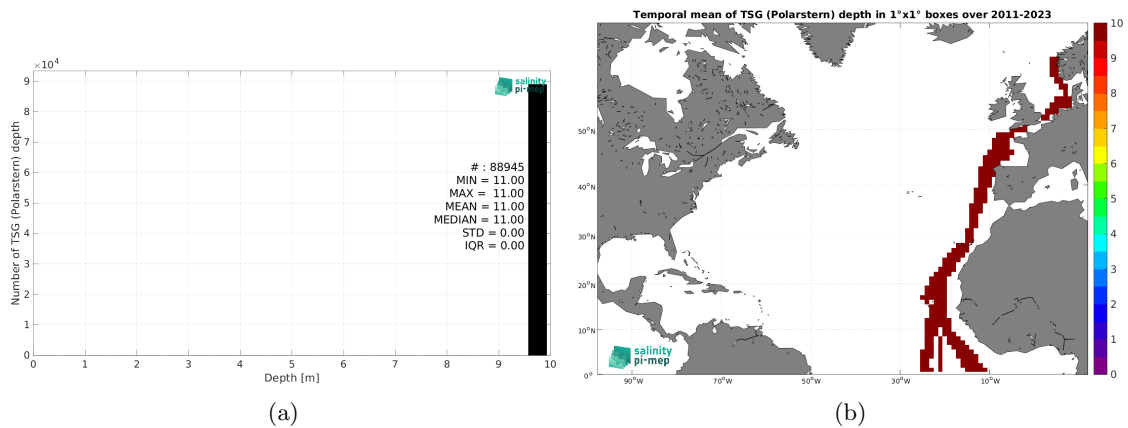 ×10⁴
9
8
7
6
5
4
3
2
1
0
Number of TSG (Polarstern) depth
salinity
pi-mep
# : 88945
MIN = 11.00
MAX = 11.00
MEAN = 11.00
MEDIAN = 11.00
STD = 0.00
IQR = 0.00
0 1 2 3 4 5 6 7 8 9 10
Depth [m]
(a)
Temporal mean of TSG (Polarstern) depth in 1°x1° boxes over 2011-2023
50°N
40°N
30°N
20°N
10°N
0°
90°W 70°W 50°W 30°W 10°W
salinity
pi-mep
10
9
8
7
6
5
4
3
2
1
0
(b)